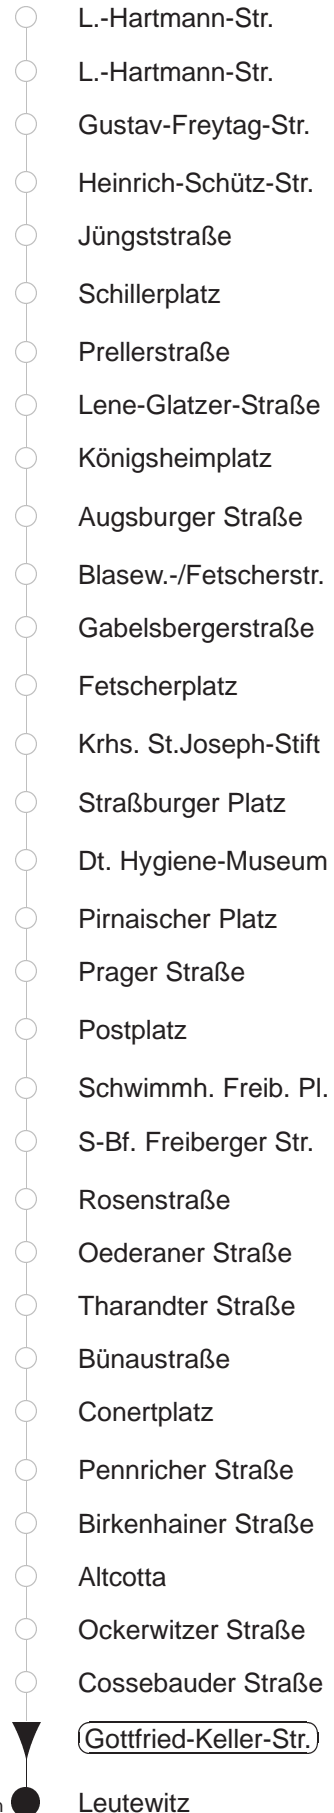 L.-Hartmann-Str.
L.-Hartmann-Str.
Gustav-Freytag-Str.
Heinrich-Schütz-Str.
Jüngststraße
Schillerplatz
Prellerstraße
Lene-Glatzer-Straße
Königsheimplatz
Augsburger Straße
Blasew.-/Fetscherstr.
Gabelsbergerstraße
Fetscherplatz
Krhs. St.Joseph-Stift
Straßburger Platz
Dt. Hygiene-Museum
Pirnaischer Platz
Prager Straße
Postplatz
Schwimmh. Freib. Pl.
S-Bf. Freiberger Str.
Rosenstraße
Oederaner Straße
Tharandter Straße
Bünaustraße
Conertplatz
Pennricher Straße
Birkenhainer Straße
Altcotta
Ockerwitzer Straße
Cossebauder Straße
Gottfried-Keller-Str.
Leutewitz